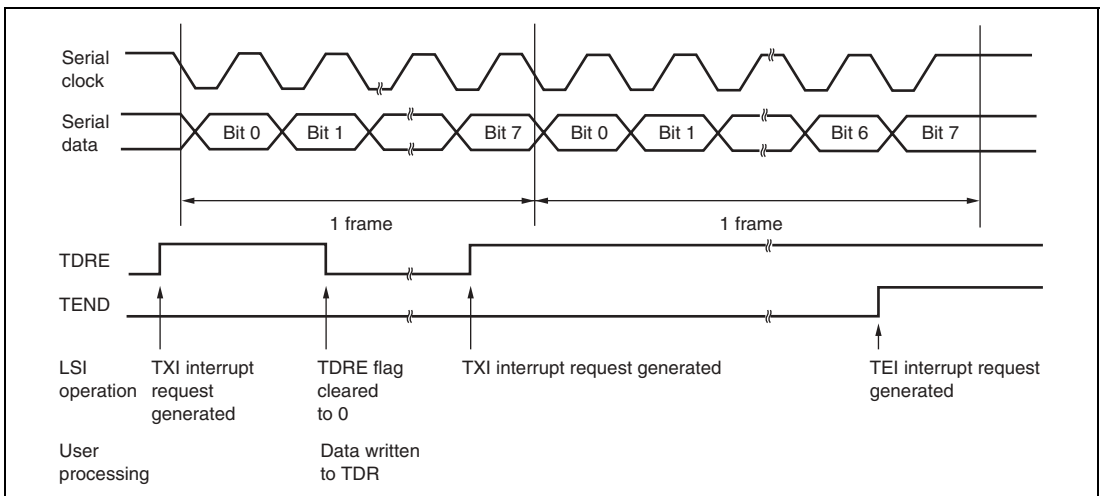 Serial
clock
Serial
data
Bit 0 Bit 1 Bit 7 Bit 0 Bit 1 Bit 6 Bit 7
1 frame 1 frame
TDRE
TEND
LSI
operation
TXI interrupt
request
generated
TDRE flag
cleared
to 0
TXI interrupt request generated
TEI interrupt request
generated
User
processing
Data written
to TDR